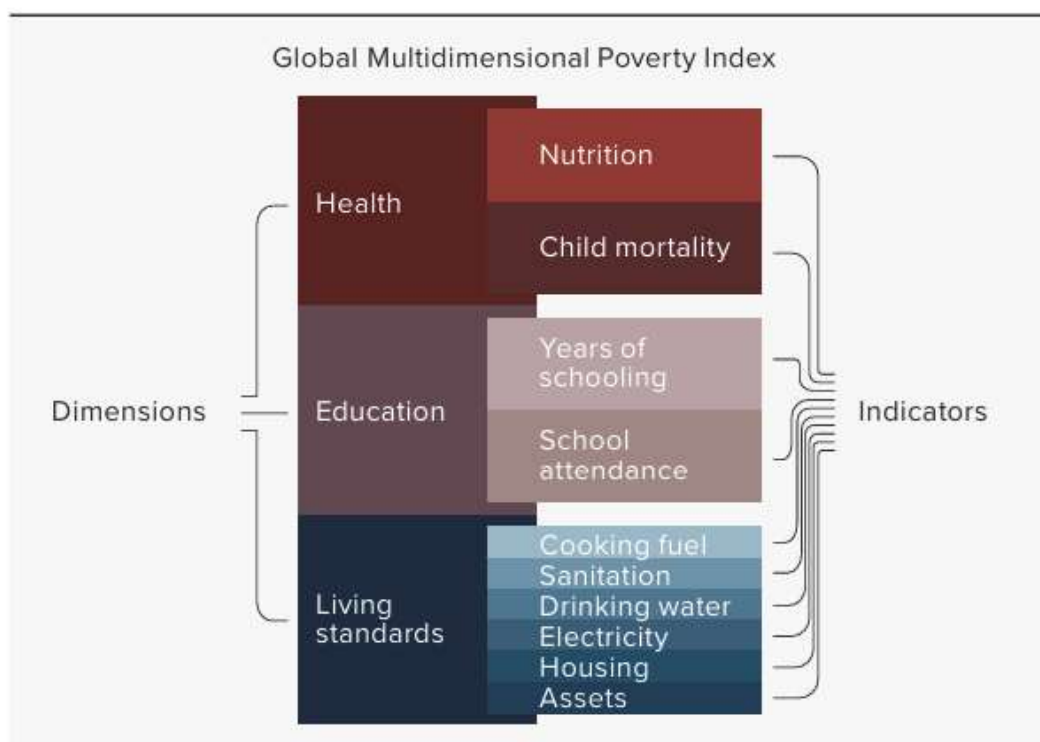 Global Multidimensional Poverty Index
Health
Nutrition
Child mortality
Dimensions
Education
Years of
schooling
School
attendance
Indicators
Living
standards
Cooking fuel
Sanitation
Drinking water
Electricity
Housing
Assets